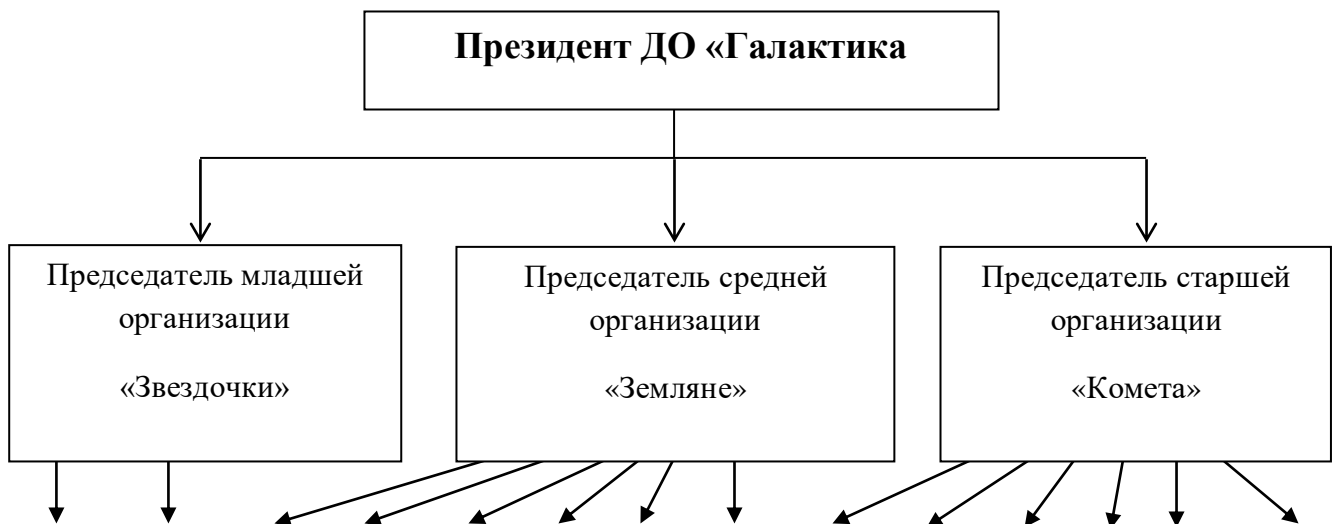 Президент ДО «Галактика
Председатель младшей
организации
«Звездочки»
Председатель средней
организации
«Земляне»
Председатель старшей
организации
«Комета»